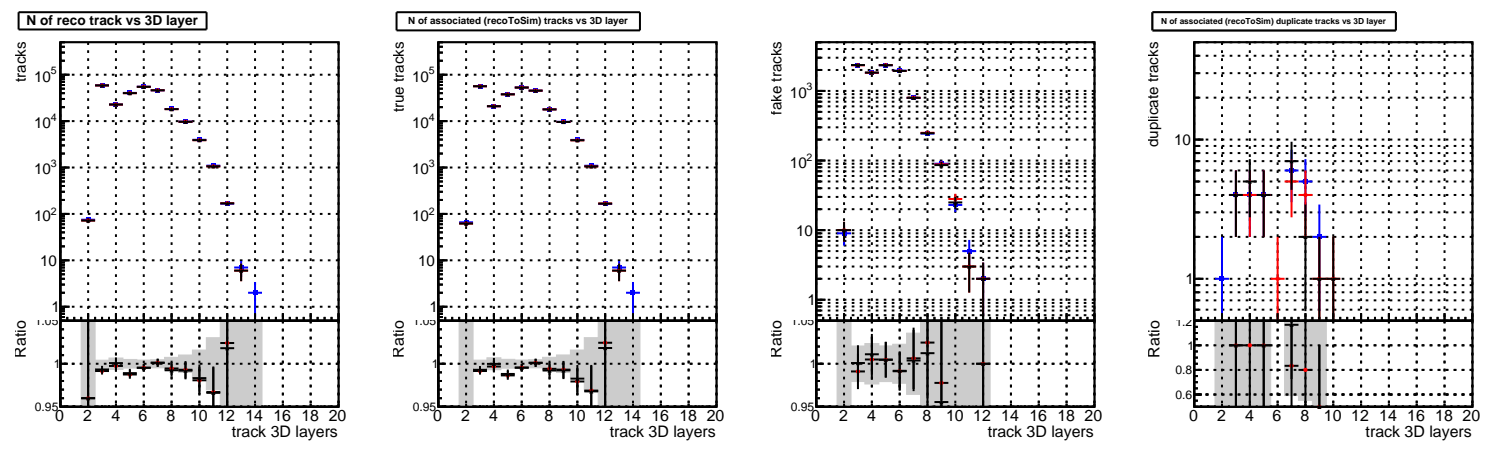 N of reco track vs 3D layer
tracks
10^5
10^4
10^3
10^2
10
1
Ratio
1.05
1
0.95
0 2 4 6 8 10 12 14 16 18 20
track 3D layers
N of associated (recoToSim) tracks vs 3D layer
true tracks
10^5
10^4
10^3
10^2
10
1
Ratio
1.05
1
0.95
0 2 4 6 8 10 12 14 16 18 20
track 3D layers
fake tracks
10^3
10^2
10
1
Ratio
1.05
1
0.95
0 2 4 6 8 10 12 14 16 18 20
track 3D layers
N of associated (recoToSim) duplicate tracks vs 3D layer
duplicate tracks
10
1
Ratio
1.2
1
0.8
0.6
0 2 4 6 8 10 12 14 16 18 20
track 3D layers